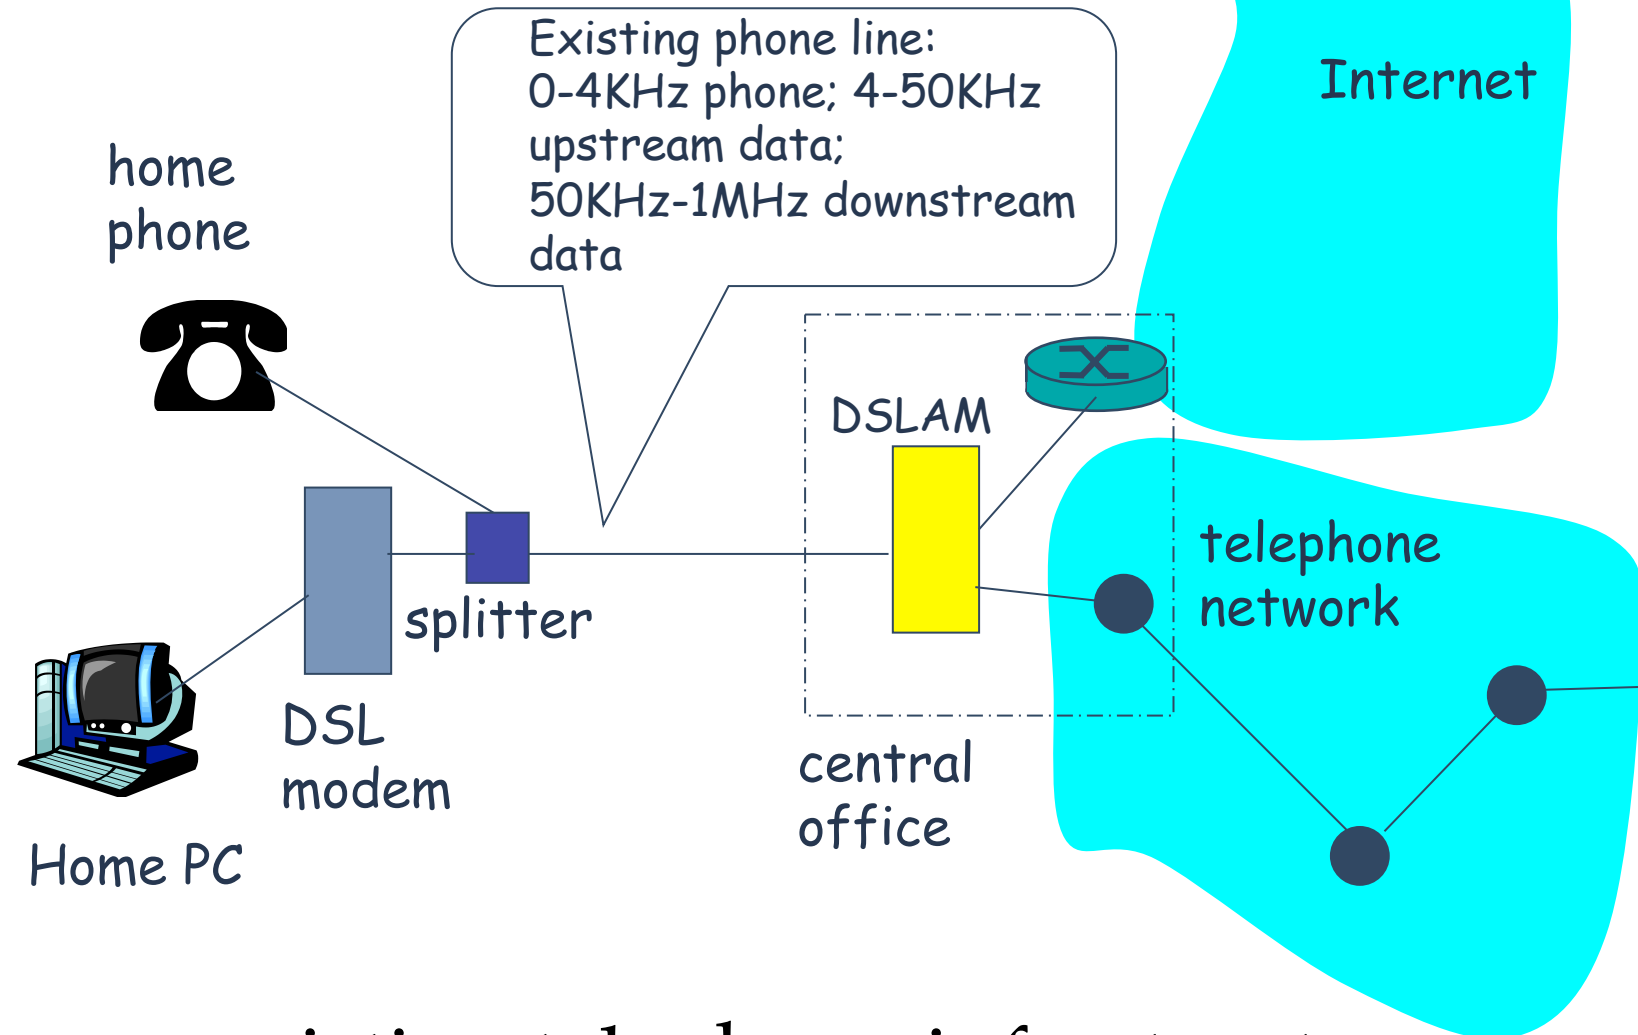 Existing phone line:
0-4KHz phone; 4-50KHz
upstream data;
50KHz-1MHz downstream
data
Internet
home
phone
DSLAM
telephone
network
splitter
DSL
modem
central
office
Home PC